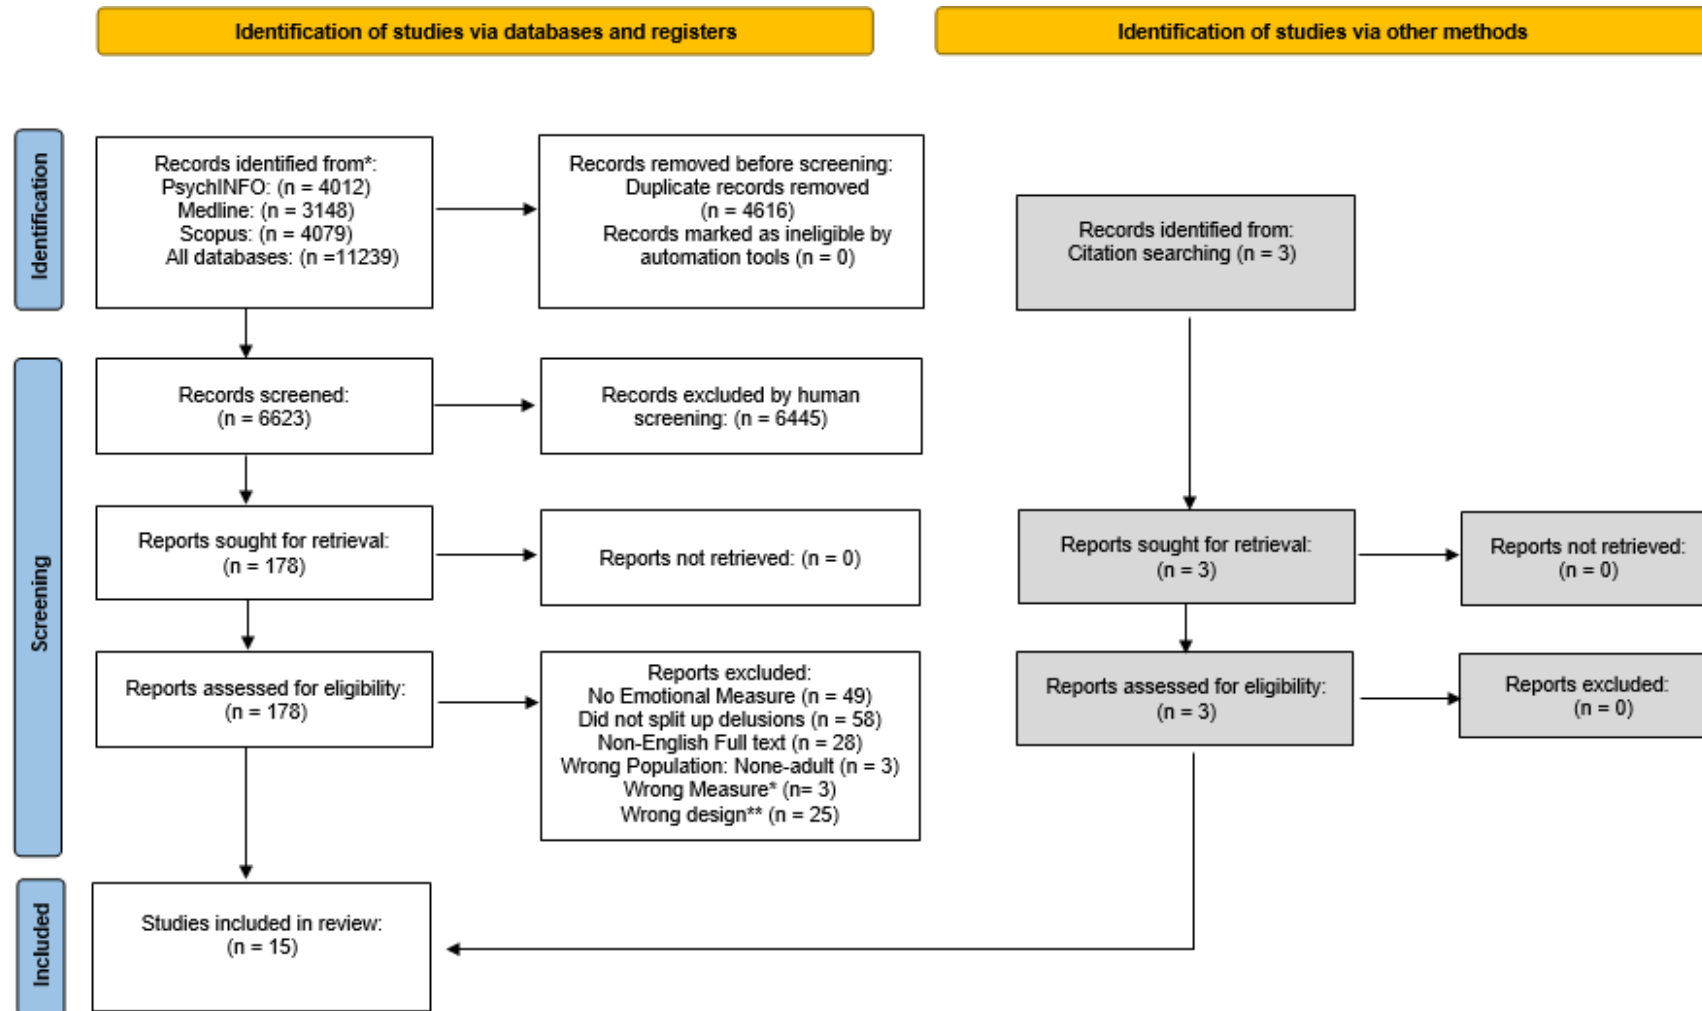 Identification of studies via databases and registers
Identification of studies via other methods
Identification
Records identified from*:
PsychINFO: (n = 4012)
Medline: (n = 3148)
Scopus: (n = 4079)
All databases: (n =11239)
Records removed before screening:
Duplicate records removed
(n = 4616)
Records marked as ineligible by
automation tools (n = 0)
Records identified from:
Citation searching (n = 3)
Screening
Records screened:
(n = 6623)
Records excluded by human
screening: (n = 6445)
Reports sought for retrieval:
(n = 178)
Reports not retrieved: (n = 0)
Reports sought for retrieval:
(n = 3)
Reports not retrieved:
(n = 0)
Reports assessed for eligibility:
(n = 178)
Reports excluded:
No Emotional Measure (n = 49)
Did not split up delusions (n = 58)
Non-English Full text (n = 28)
Wrong Population: None-adult (n = 3)
Wrong Measure* (n= 3)
Wrong design** (n = 25)
Reports assessed for eligibility:
(n = 3)
Reports excluded:
(n = 0)
Included
Studies included in review:
(n = 15)